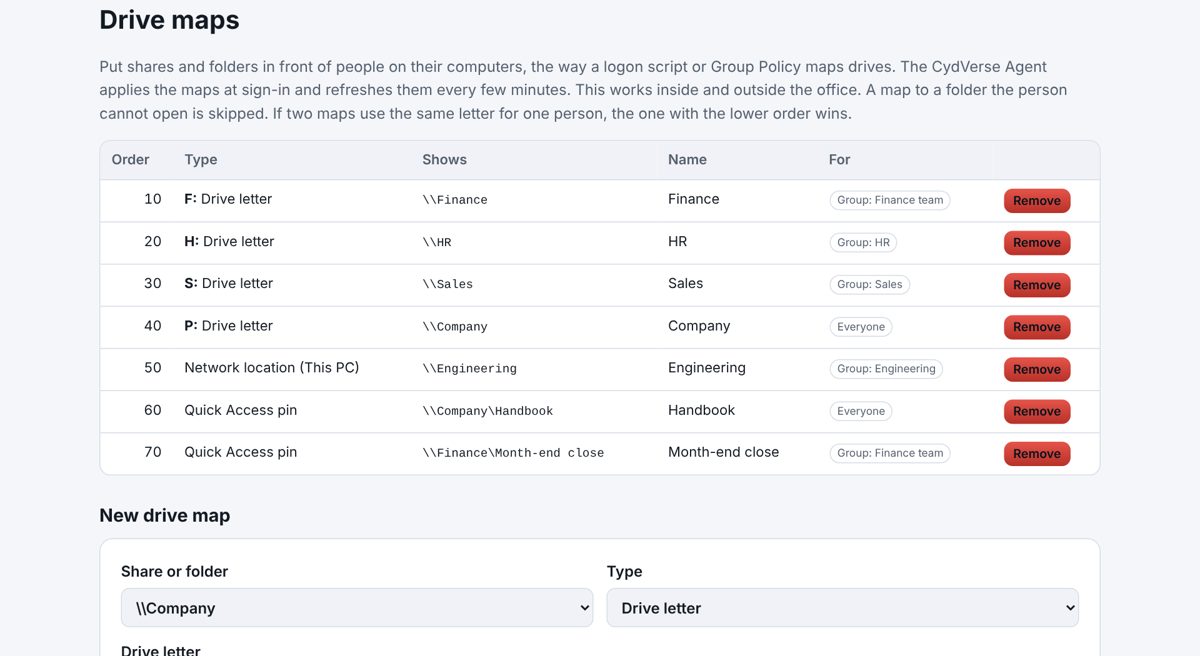 Drive maps
Put shares and folders in front of people on their computers, the way a logon script or Group Policy maps drives. The CydVerse Agent
applies the maps at sign-in and refreshes them every few minutes. This works inside and outside the office. A map to a folder the person
cannot open is skipped. If two maps use the same letter for one person, the one with the lower order wins.
Order Type Shows Name For
10 F: Drive letter \\Finance Finance Group: Finance team Remove
20 H: Drive letter \\HR HR Group: HR Remove
30 S: Drive letter \\Sales Sales Group: Sales Remove
40 P: Drive letter \\Company Company Everyone Remove
50 Network location (This PC) \\Engineering Engineering Group: Engineering Remove
60 Quick Access pin \\Company\Handbook Handbook Everyone Remove
70 Quick Access pin \\Finance\Month-end close Month-end close Group: Finance team Remove
New drive map
Share or folder Type
\\Company Drive letter
Drive letter